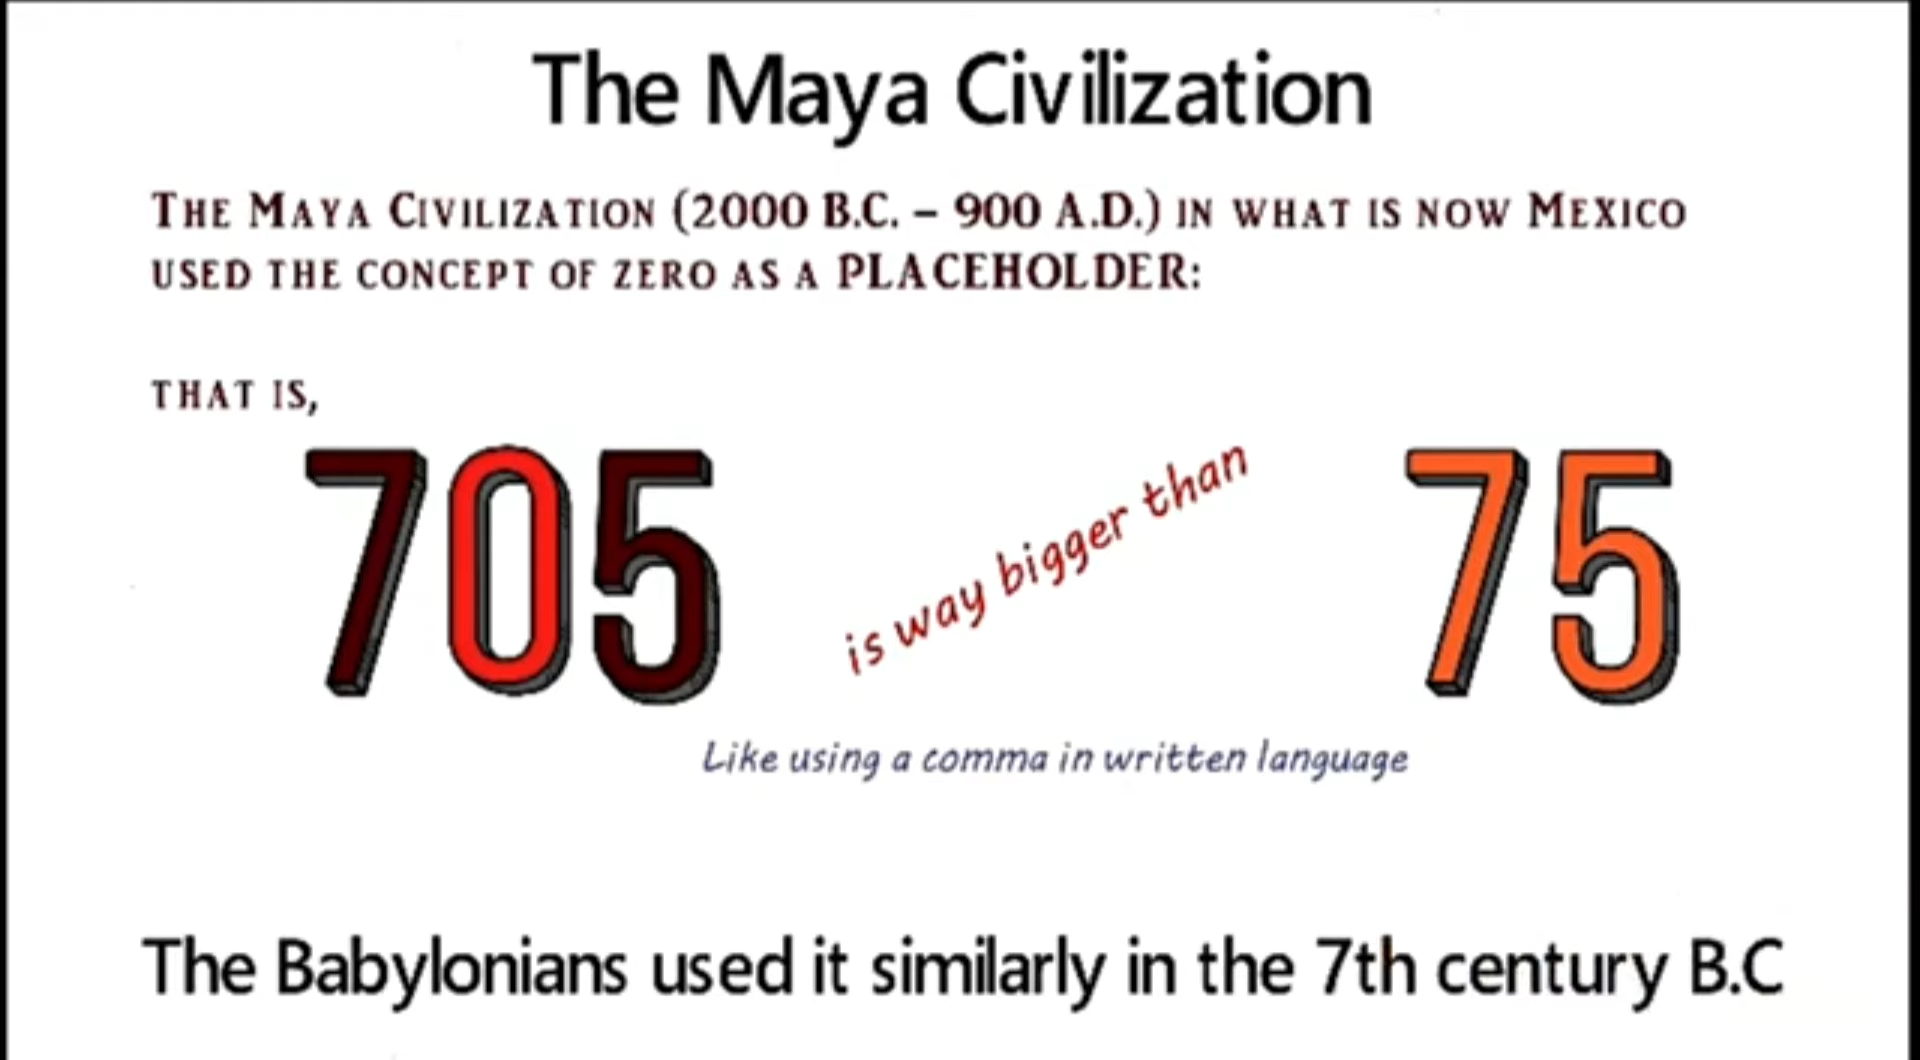 The Maya Civilization
THE MAYA CIVILIZATION (2000 B.C. – 900 A.D.) IN WHAT IS NOW MEXICO
USED THE CONCEPT OF ZERO AS A PLACEHOLDER:
THAT IS,
705 is way bigger than 75
Like using a comma in written language
The Babylonians used it similarly in the 7th century B.C